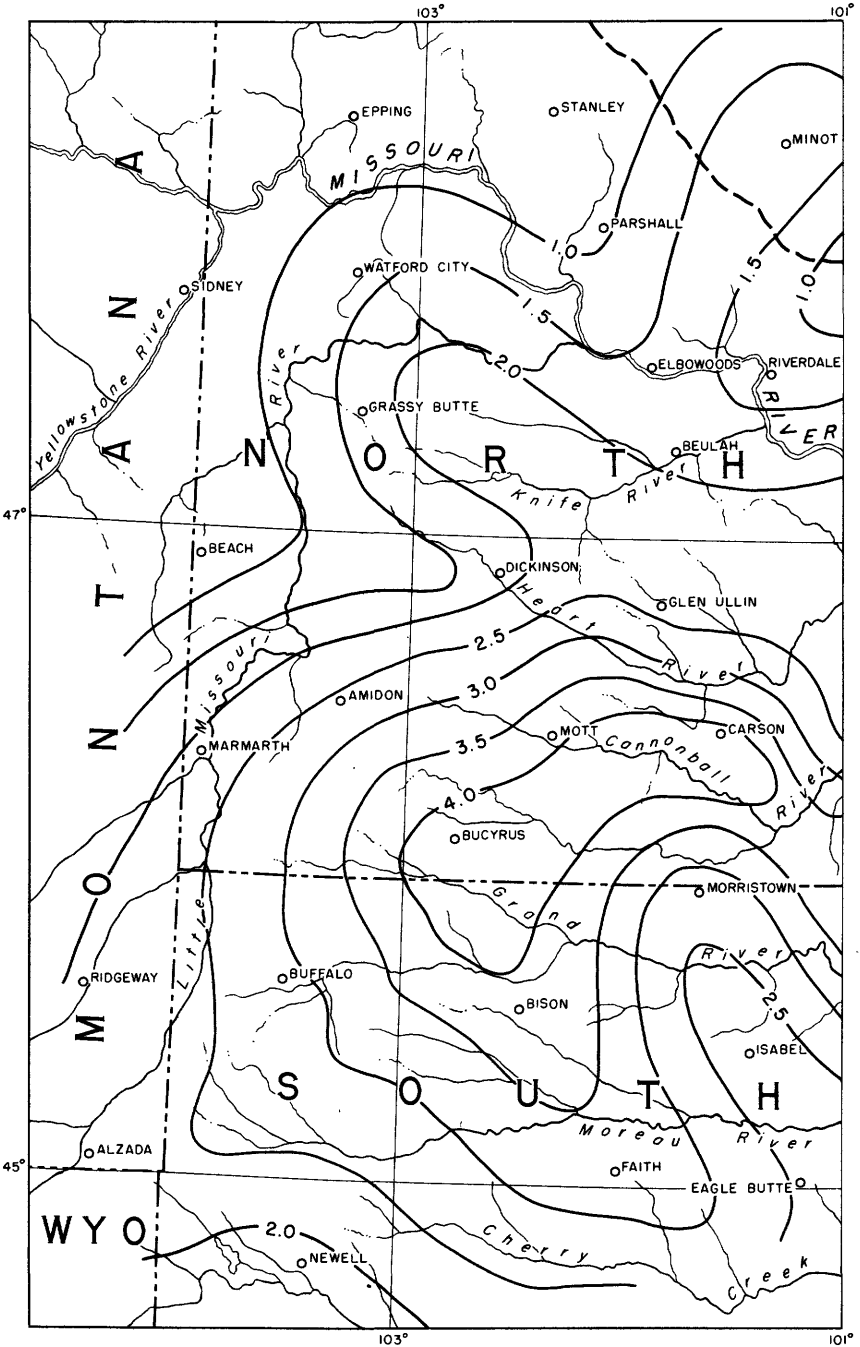 103°
101°
EPPING
STANLEY
MINOT
MISSOURI
PARSHALL
1.0
WATFORD CITY
SIDNEY
1.5
1.5
1.0
Yellowstone River
River
2.0
ELBOWOODS
RIVERDALE
RIVER
GRASSY BUTTE
BEULAH
NORTH
Knife River
47°
BEACH
DICKINSON
Heart River
GLEN ULLIN
2.5
3.0
AMIDON
Little Missouri
MARMARTH
MOTT
CARSON
Cannonball River
3.5
4.0
BUCYRUS
MORRISTOWN
Grand River
MONTANA
RIDGEWAY
BUFFALO
BISON
2.5
ISABEL
SOUTH
Moreau River
ALZADA
45°
FAITH
EAGLE BUTTE
WYO
2.0
NEWELL
Cherry Creek
103°
101°